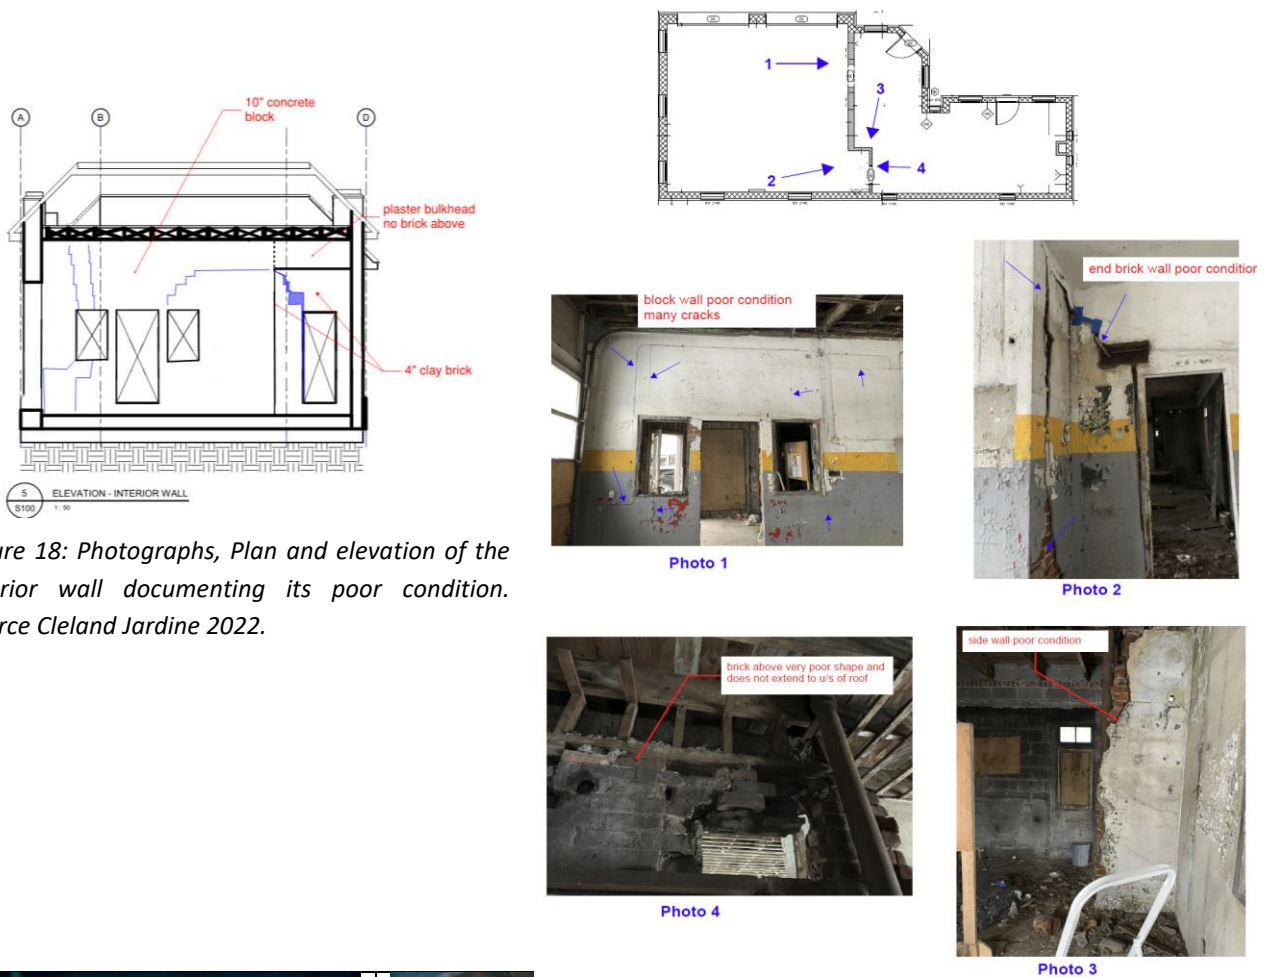 10" concrete
block
A
B
D
plaster bulkhead
no brick above
4" clay brick
5
S100
ELEVATION - INTERIOR WALL
1 : 50
ure 18: Photographs, Plan and elevation of the
rior wall documenting its poor condition.
rce Cleland Jardine 2022.
1
3
2
4
block wall poor condition
many cracks
Photo 1
end brick wall poor condition
Photo 2
brick above very poor shape and
does not extend to u/s of roof
Photo 4
side wall poor condition
Photo 3